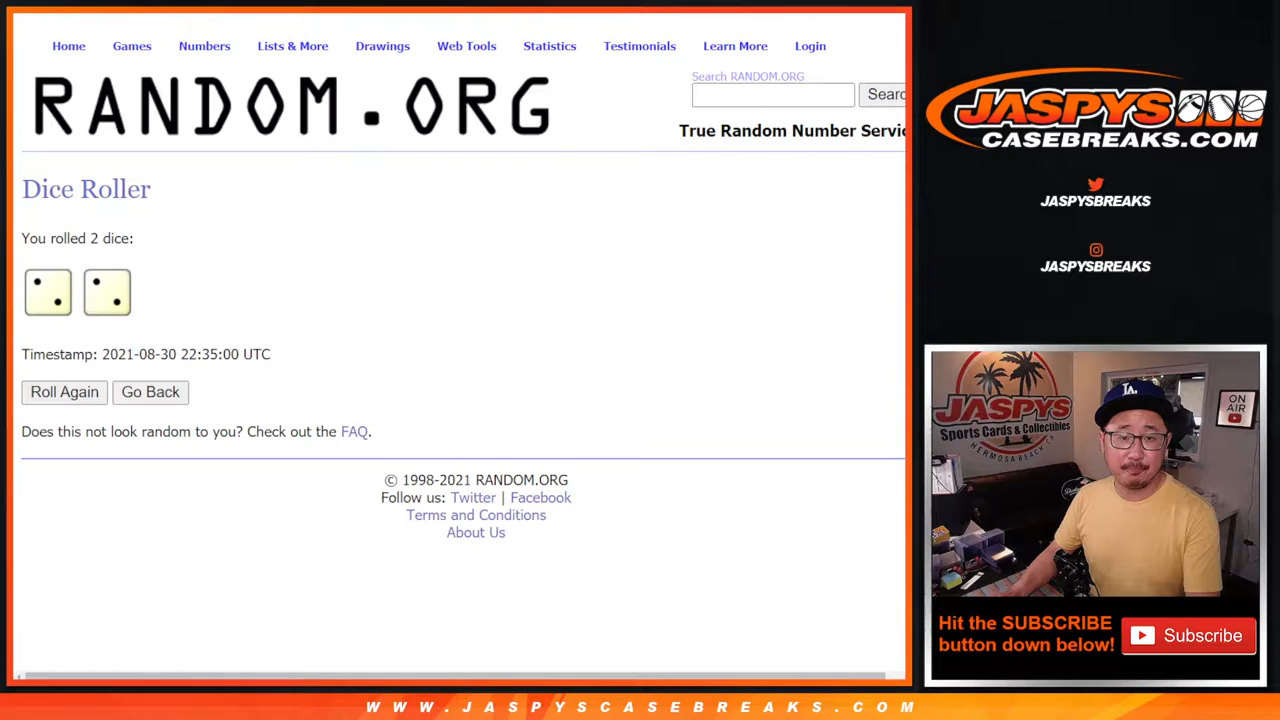 Home Games Numbers Lists & More Drawings Web Tools Statistics Testimonials Learn More Login
RANDOM.ORG
Search RANDOM.ORG
Searc
True Random Number Servic
Dice Roller
You rolled 2 dice:
Timestamp: 2021-08-30 22:35:00 UTC
Roll Again Go Back
Does this not look random to you? Check out the FAQ.
© 1998-2021 RANDOM.ORG
Follow us: Twitter | Facebook
Terms and Conditions
About Us
JASPYS
CASEBREAKS.COM
JASPYSBREAKS
JASPYSBREAKS
JASPYS
Sports Cards & Collectibles
HERMOSA BEACH, CA
LA
ON
AIR
Hit the SUBSCRIBE
button down below!
Subscribe
WWW.JASPYSCASEBREAKS.COM